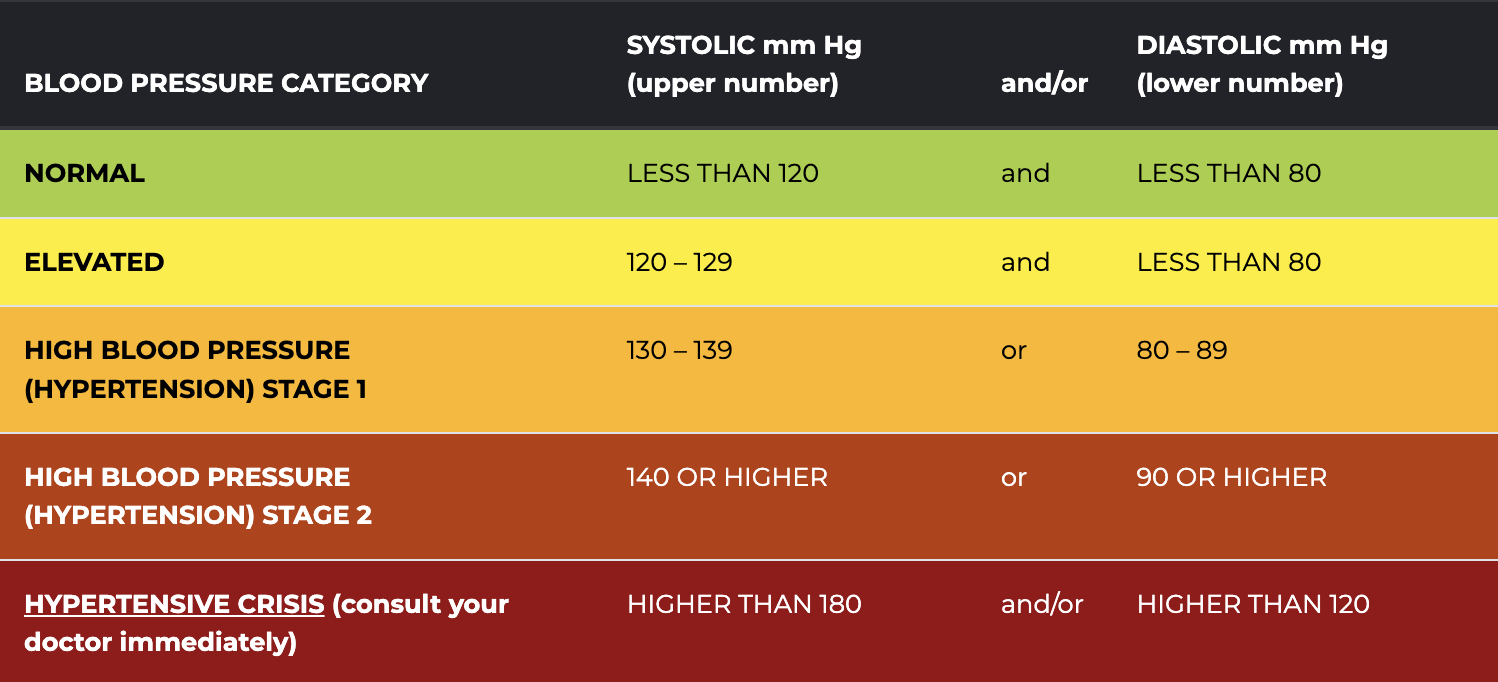 BLOOD PRESSURE CATEGORY SYSTOLIC mm Hg (upper number) and/or DIASTOLIC mm Hg (lower number)
NORMAL LESS THAN 120 and LESS THAN 80
ELEVATED 120 – 129 and LESS THAN 80
HIGH BLOOD PRESSURE 130 – 139 or 80 – 89
(HYPERTENSION) STAGE 1
HIGH BLOOD PRESSURE 140 OR HIGHER or 90 OR HIGHER
(HYPERTENSION) STAGE 2
HYPERTENSIVE CRISIS (consult your HIGHER THAN 180 and/or HIGHER THAN 120
doctor immediately)